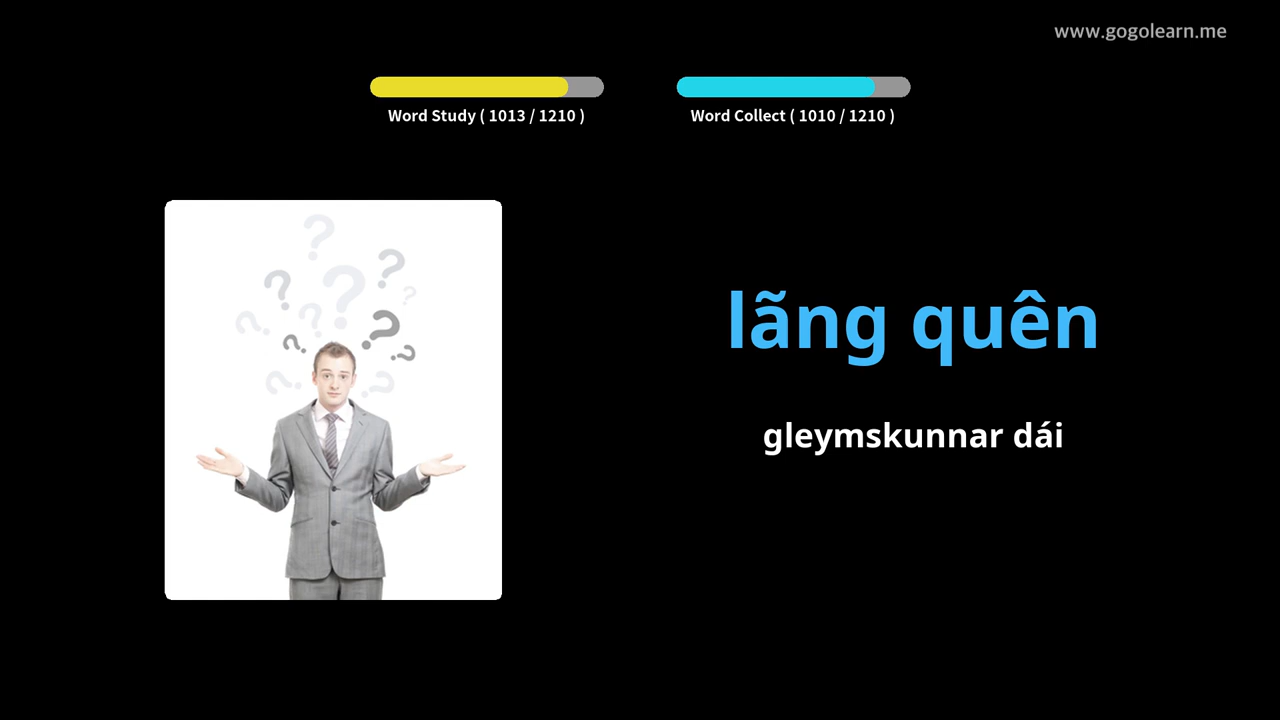 www.gogolearn.me
Word Study ( 1013 / 1210 )
Word Collect ( 1010 / 1210 )
lãng quên
gleymskunnar dái